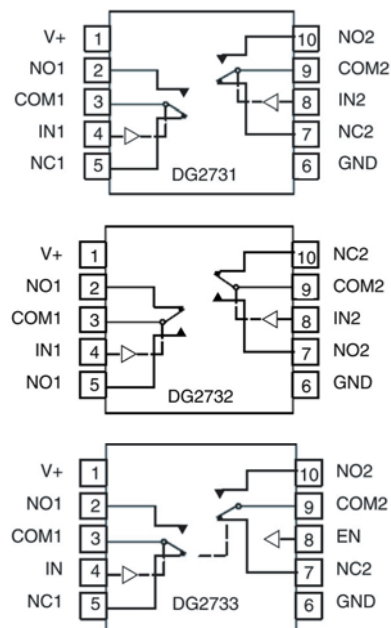 V+ 1 10 NO2
NO1 2 9 COM2
COM1 3 8 IN2
IN1 4 7 NC2
NC1 5 6 GND
DG2731
V+ 1 10 NC2
NO1 2 9 COM2
COM1 3 8 IN2
IN1 4 7 NO2
NO1 5 6 GND
DG2732
V+ 1 10 NO2
NO1 2 9 COM2
COM1 3 8 EN
IN 4 7 NC2
NC1 5 6 GND
DG2733